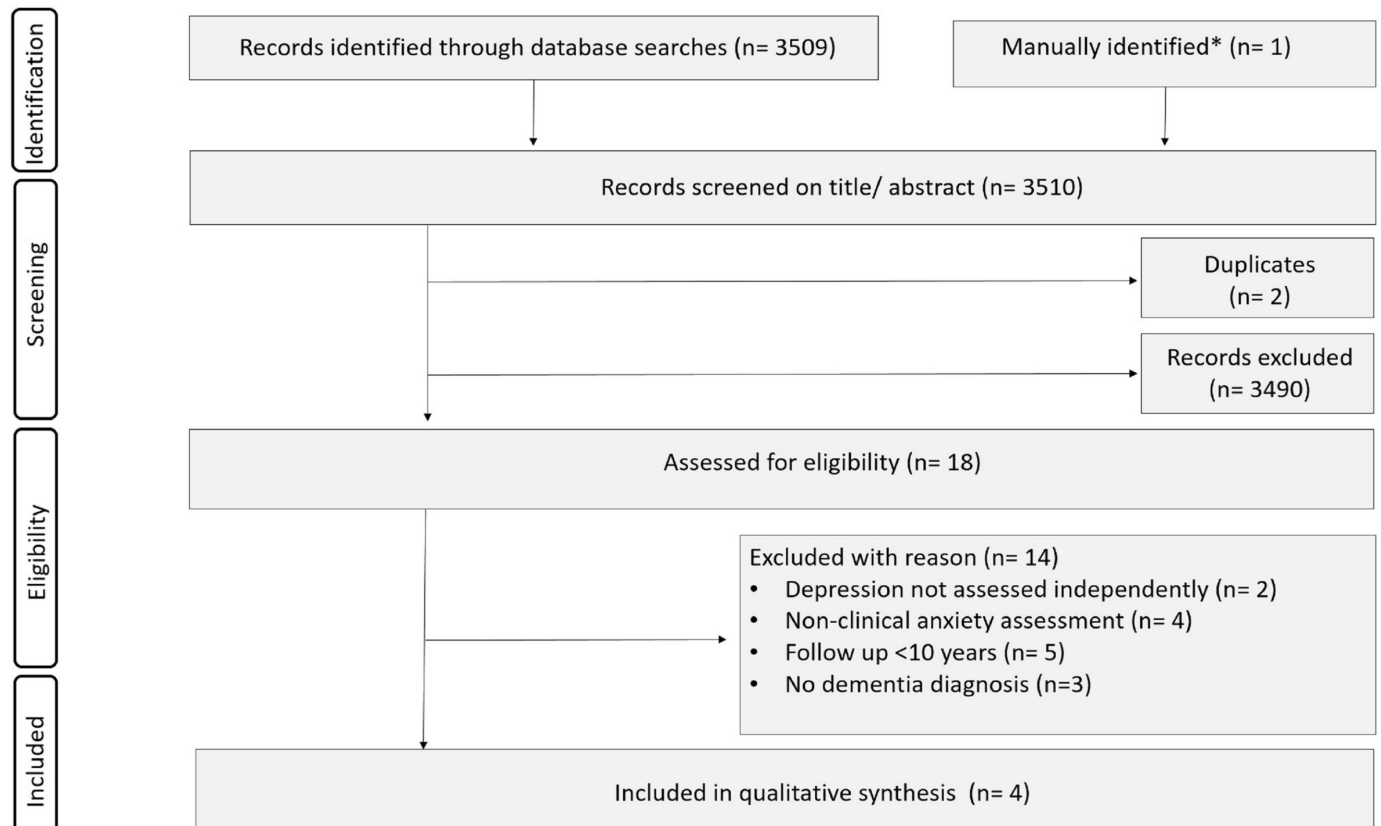 Identification
Records identified through database searches (n= 3509)
Manually identified* (n= 1)
Records screened on title/ abstract (n= 3510)
Screening
Duplicates
(n= 2)
Records excluded
(n= 3490)
Eligibility
Assessed for eligibility (n= 18)
Excluded with reason (n= 14)
• Depression not assessed independently (n= 2)
• Non-clinical anxiety assessment (n= 4)
• Follow up <10 years (n= 5)
• No dementia diagnosis (n=3)
Included
Included in qualitative synthesis (n= 4)